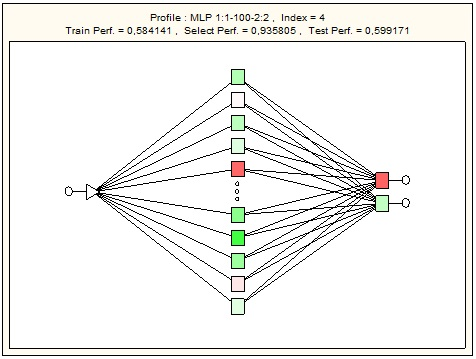 Profile : MLP 1:1-100-2:2 , Index = 4
Train Perf. = 0,584141 , Select Perf. = 0,935805 , Test Perf. = 0,599171